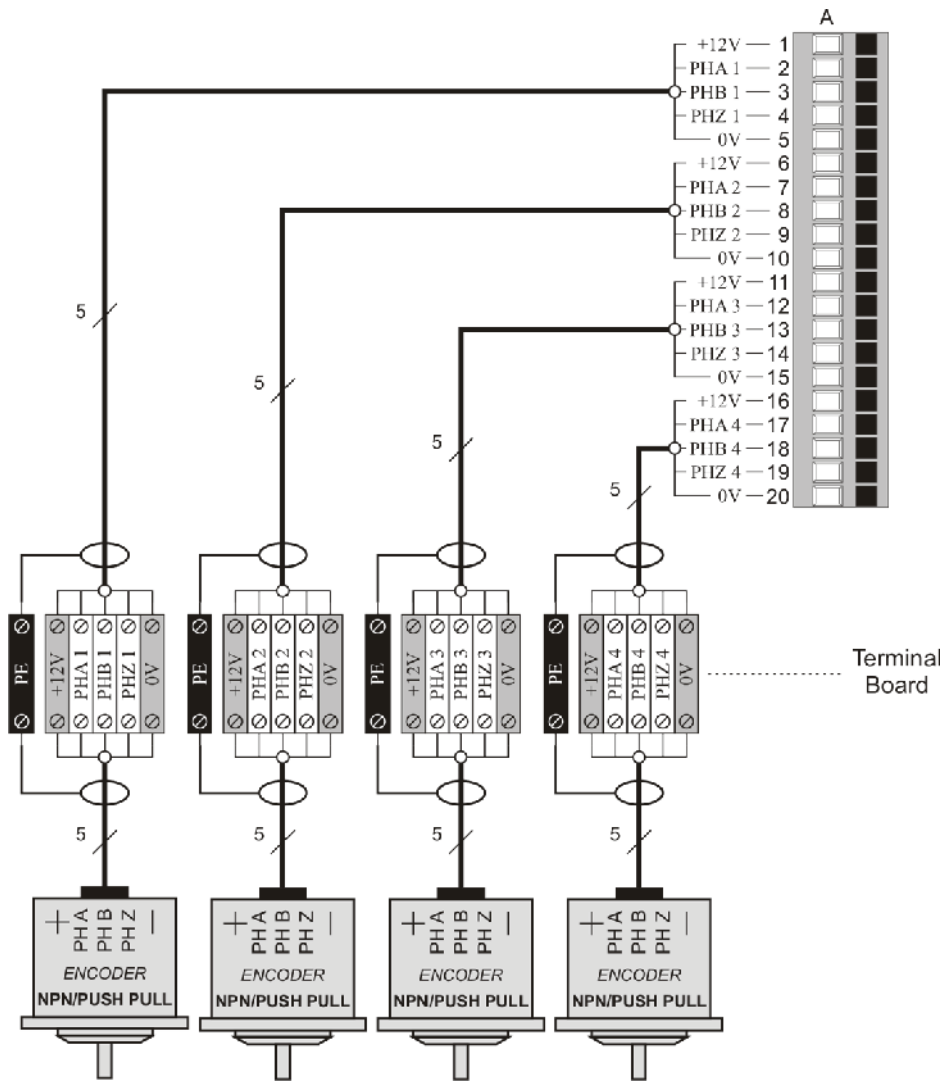 A
+12V 1
PHA 1 2
PHB 1 3
PHZ 1 4
0V 5
+12V 6
PHA 2 7
PHB 2 8
PHZ 2 9
0V 10
+12V 11
PHA 3 12
PHB 3 13
PHZ 3 14
0V 15
+12V 16
PHA 4 17
PHB 4 18
PHZ 4 19
0V 20
5
5
5
5
PE +12V PHA 1 PHB 1 PHZ 1 0V
PE +12V PHA 2 PHB 2 PHZ 2 0V
PE +12V PHA 3 PHB 3 PHZ 3 0V
PE +12V PHA 4 PHB 4 PHZ 4 0V
Terminal
Board
5
5
5
5
+ PH A PH B PH Z −
ENCODER
NPN/PUSH PULL
+ PH A PH B PH Z −
ENCODER
NPN/PUSH PULL
+ PH A PH B PH Z −
ENCODER
NPN/PUSH PULL
+ PH A PH B PH Z −
ENCODER
NPN/PUSH PULL